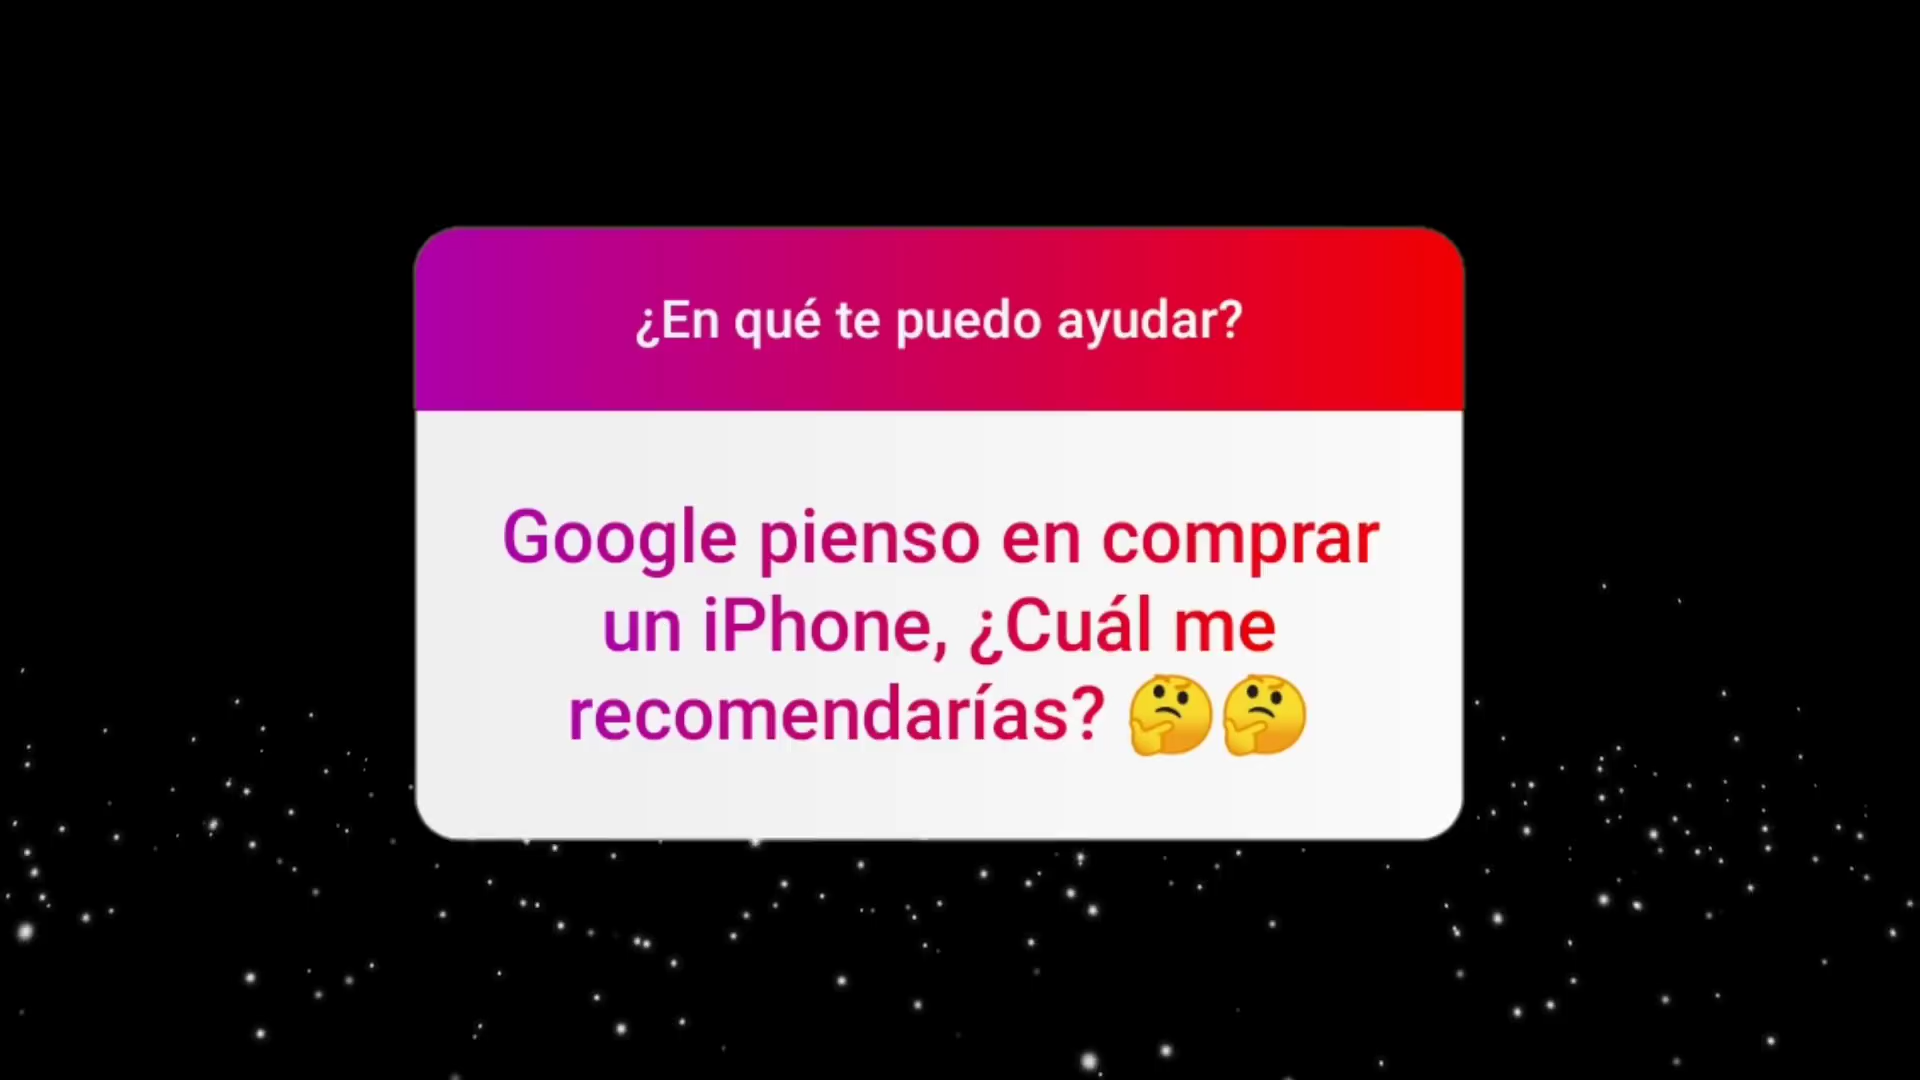 ¿En qué te puedo ayudar?
Google pienso en comprar
un iPhone, ¿Cuál me
recomendarías? 🤔🤔